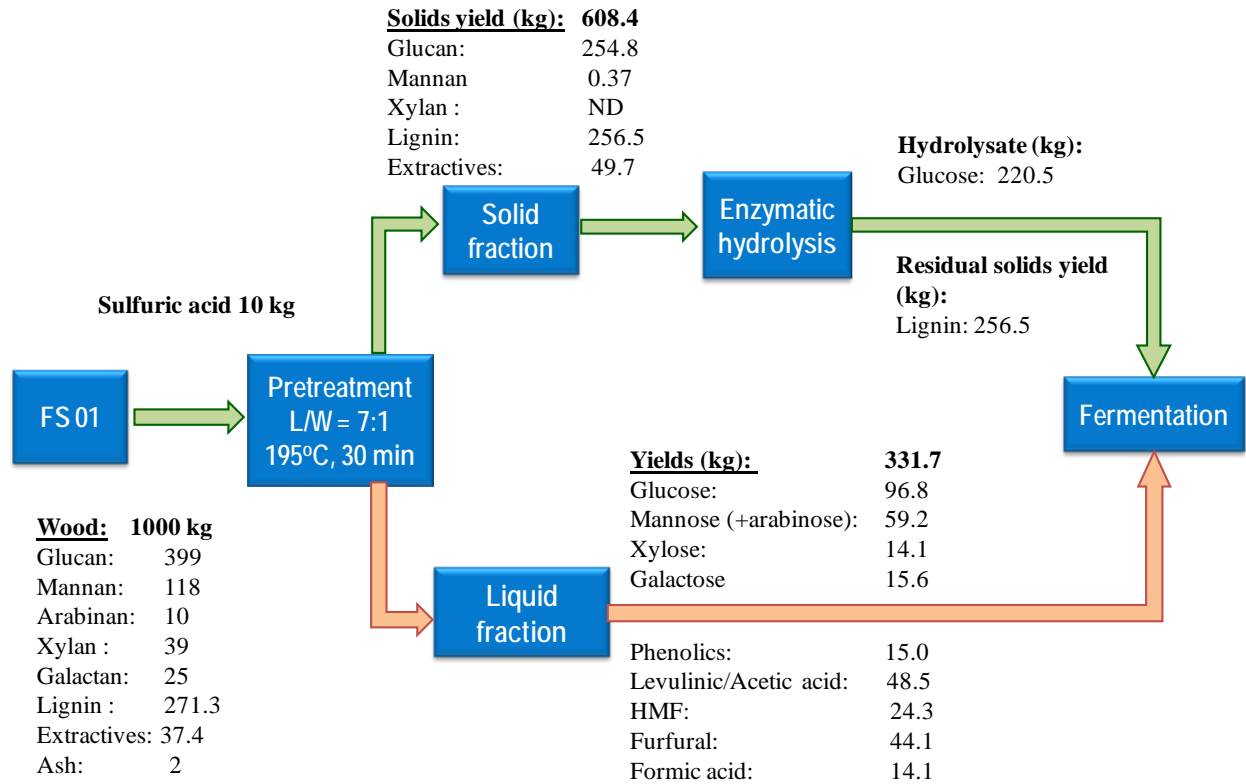 Solids yield (kg): 608.4
Glucan: 254.8
Mannan 0.37
Xylan : ND
Lignin: 256.5
Extractives: 49.7
Solid
fraction
Enzymatic
hydrolysis
Hydrolysate (kg):
Glucose: 220.5
Residual solids yield
(kg):
Lignin: 256.5
Sulfuric acid 10 kg
FS 01
Pretreatment
L/W = 7:1
195ºC, 30 min
Fermentation
Wood: 1000 kg
Glucan: 399
Mannan: 118
Arabinan: 10
Xylan : 39
Galactan: 25
Lignin : 271.3
Extractives: 37.4
Ash: 2
Liquid
fraction
Yields (kg): 331.7
Glucose: 96.8
Mannose (+arabinose): 59.2
Xylose: 14.1
Galactose 15.6
Phenolics: 15.0
Levulinic/Acetic acid: 48.5
HMF: 24.3
Furfural: 44.1
Formic acid: 14.1